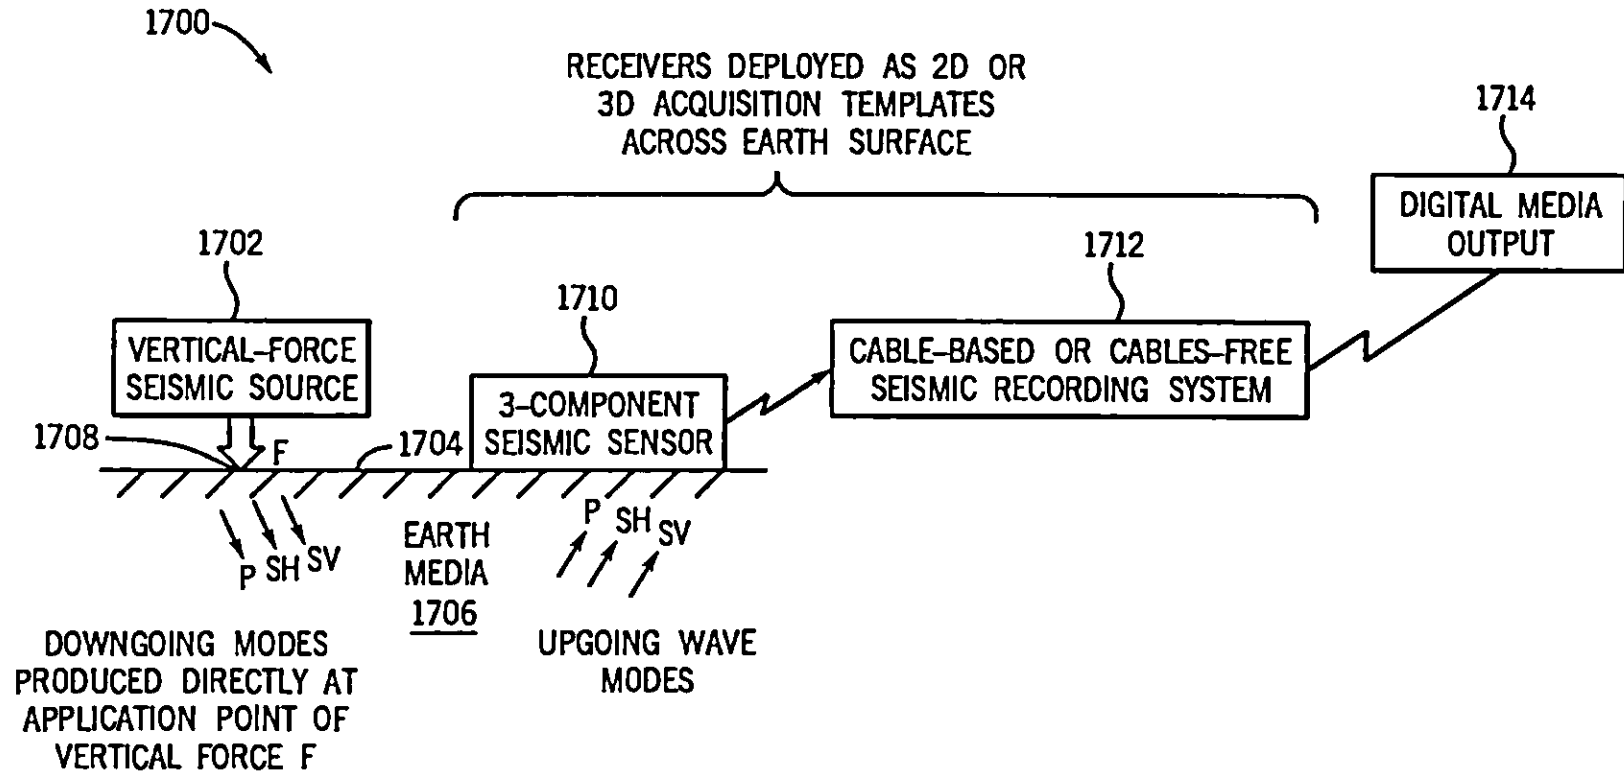 1700
RECEIVERS DEPLOYED AS 2D OR
3D ACQUISITION TEMPLATES
ACROSS EARTH SURFACE
1714
DIGITAL MEDIA
OUTPUT
1702
VERTICAL-FORCE
SEISMIC SOURCE
1710
3-COMPONENT
SEISMIC SENSOR
1712
CABLE-BASED OR CABLES-FREE
SEISMIC RECORDING SYSTEM
1708
F
1704
P SH SV
EARTH
MEDIA
1706
P SH SV
DOWNGOING MODES
PRODUCED DIRECTLY AT
APPLICATION POINT OF
VERTICAL FORCE F
UPGOING WAVE
MODES